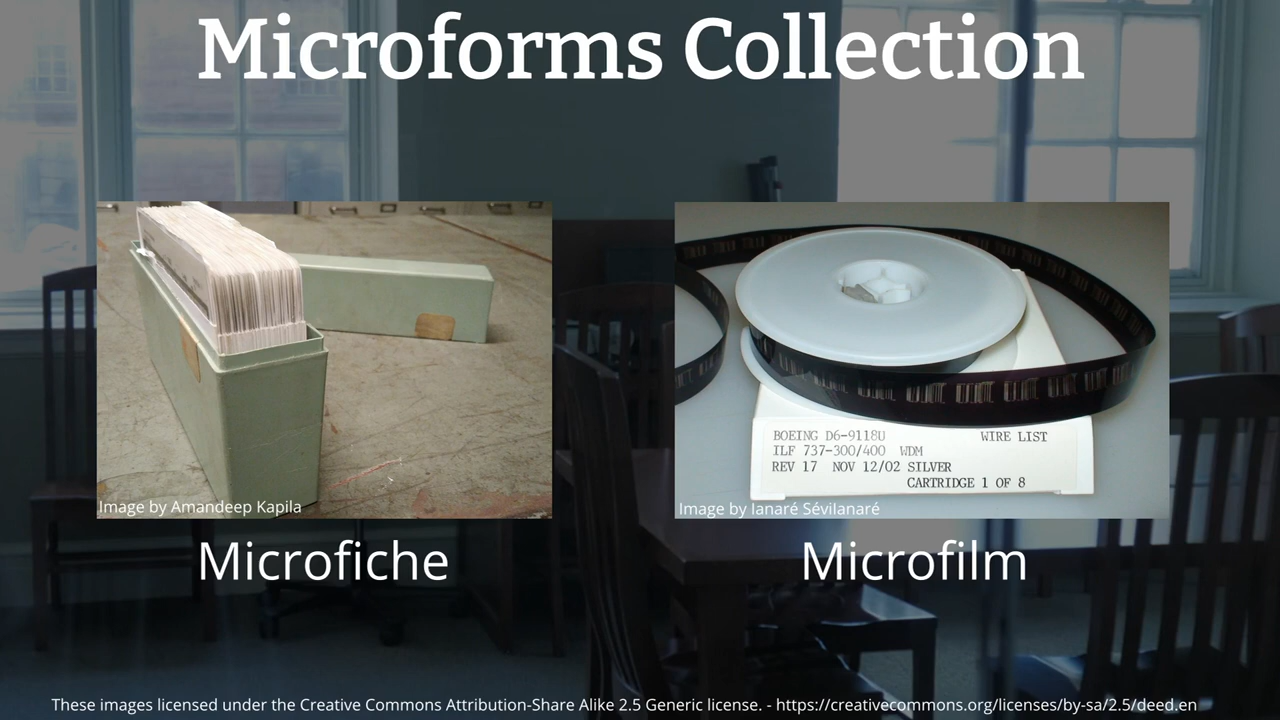 Microforms Collection
Image by Amandeep Kapila
Microfiche
BOEING D6-9118U WIRE LIST
ILF 737-300/400 WDM
REV 17 NOV 12/02 SILVER
CARTRIDGE 1 OF 8
Image by Ianaré Sévilanaré
Microfilm
These images licensed under the Creative Commons Attribution-Share Alike 2.5 Generic license. - https://creativecommons.org/licenses/by-sa/2.5/deed.en